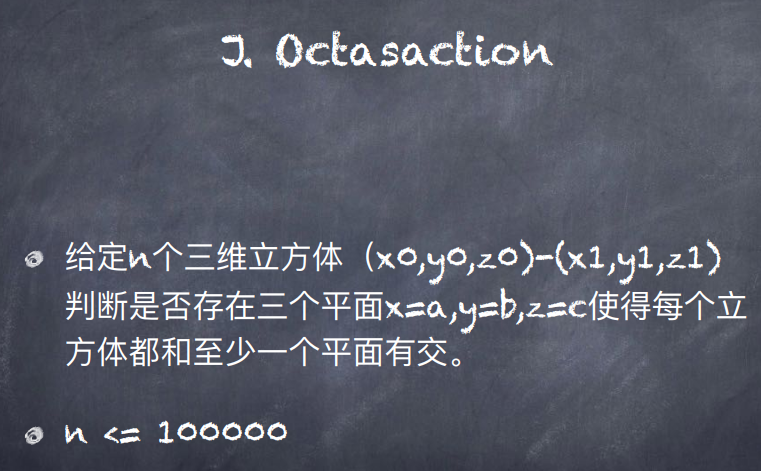 J. Octasaction
给定n个三维立方体（x0,y0,z0)-(x1,y1,z1)
判断是否存在三个平面x=a,y=b,z=c使得每个立
方体都和至少一个平面有交。
n <= 100000